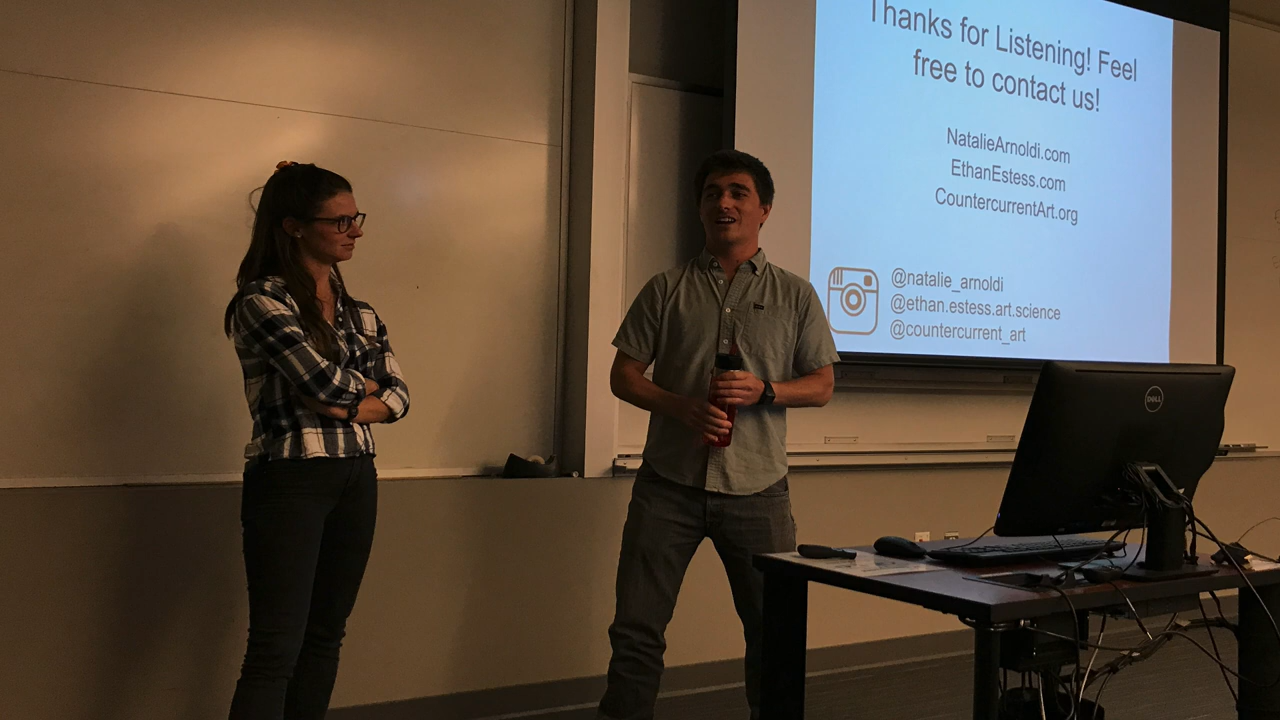 Thanks for Listening! Feel
free to contact us!
NatalieArnoldi.com
EthanEstess.com
CountercurrentArt.org
@natalie_arnoldi
@ethan.estess.art.science
@countercurrent_art
DELL